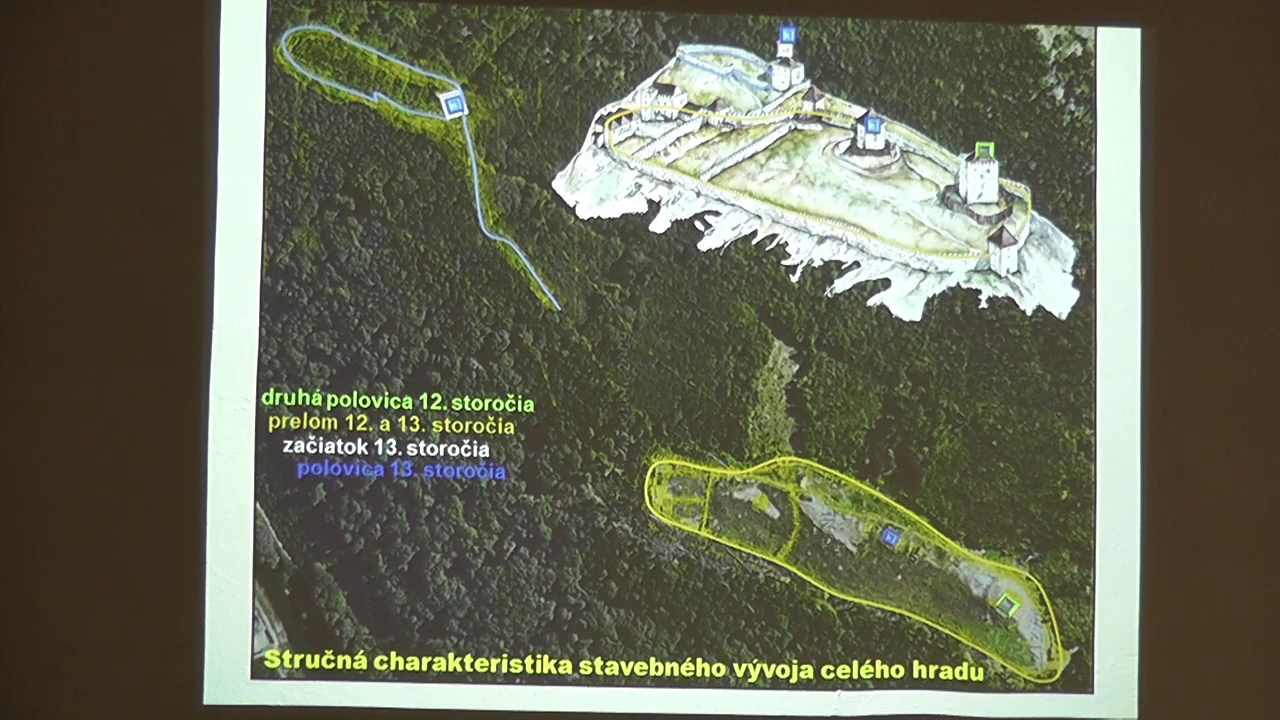 druhá polovica 12. storočia
prelom 12. a 13. storočia
začiatok 13. storočia
polovica 13. storočia
Stručná charakteristika stavebného vývoja celého hradu